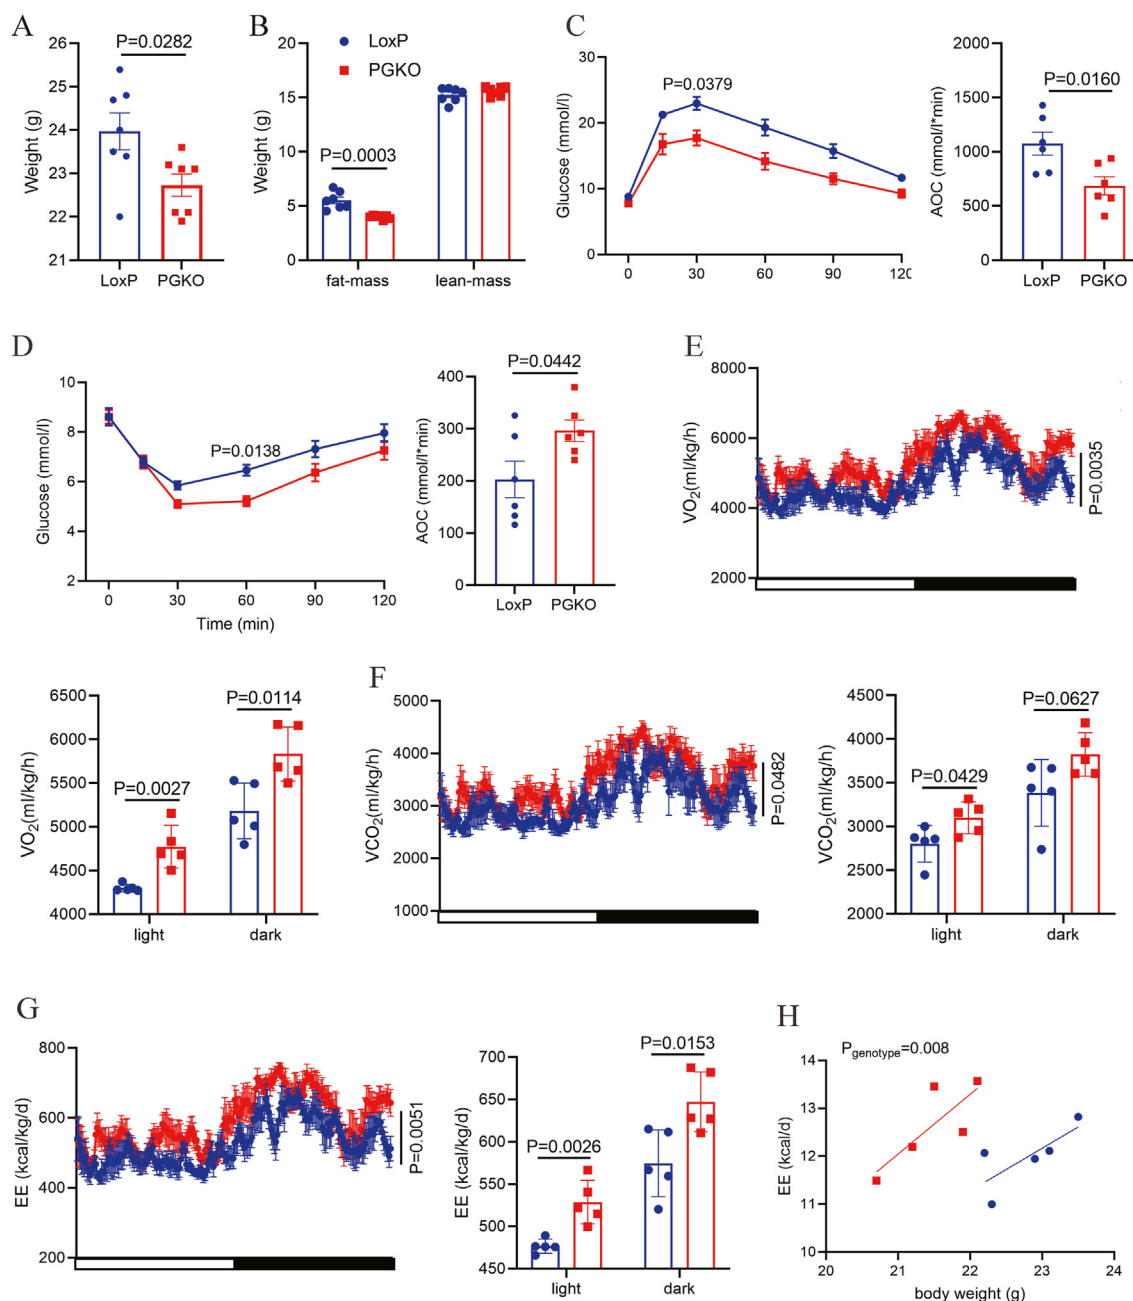 A
Weight (g)
26
25
24
23
22
21
P=0.0282
LoxP
PGKO
B
Weight (g)
20
15
10
5
0
LoxP
PGKO
P=0.0003
fat-mass
lean-mass
C
Glucose (mmol/l)
30
20
10
0
P=0.0379
0
30
60
90
120
AOC (mmol/l*min)
2000
1500
1000
500
0
P=0.0160
LoxP
PGKO
D
Glucose (mmol/l)
10
8
6
4
2
P=0.0138
0
30
60
90
120
Time (min)
AOC (mmol/l*min)
400
300
200
100
0
P=0.0442
LoxP
PGKO
E
VO2(ml/kg/h)
8000
6000
4000
2000
P=0.0035
VO2(ml/kg/h)
6500
6000
5500
5000
4500
4000
P=0.0027
P=0.0114
light
dark
F
VCO2(ml/kg/h)
5000
4000
3000
2000
1000
P=0.0482
VCO2(ml/kg/h)
4500
4000
3500
3000
2500
2000
P=0.0429
P=0.0627
light
dark
G
EE (kcal/kg/d)
800
600
400
200
P=0.0051
EE (kcal/kg/d)
700
650
600
550
500
450
P=0.0026
P=0.0153
light
dark
H
EE (kcal/d)
14
13
12
11
10
Pgenotype=0.008
20
21
22
23
24
body weight (g)